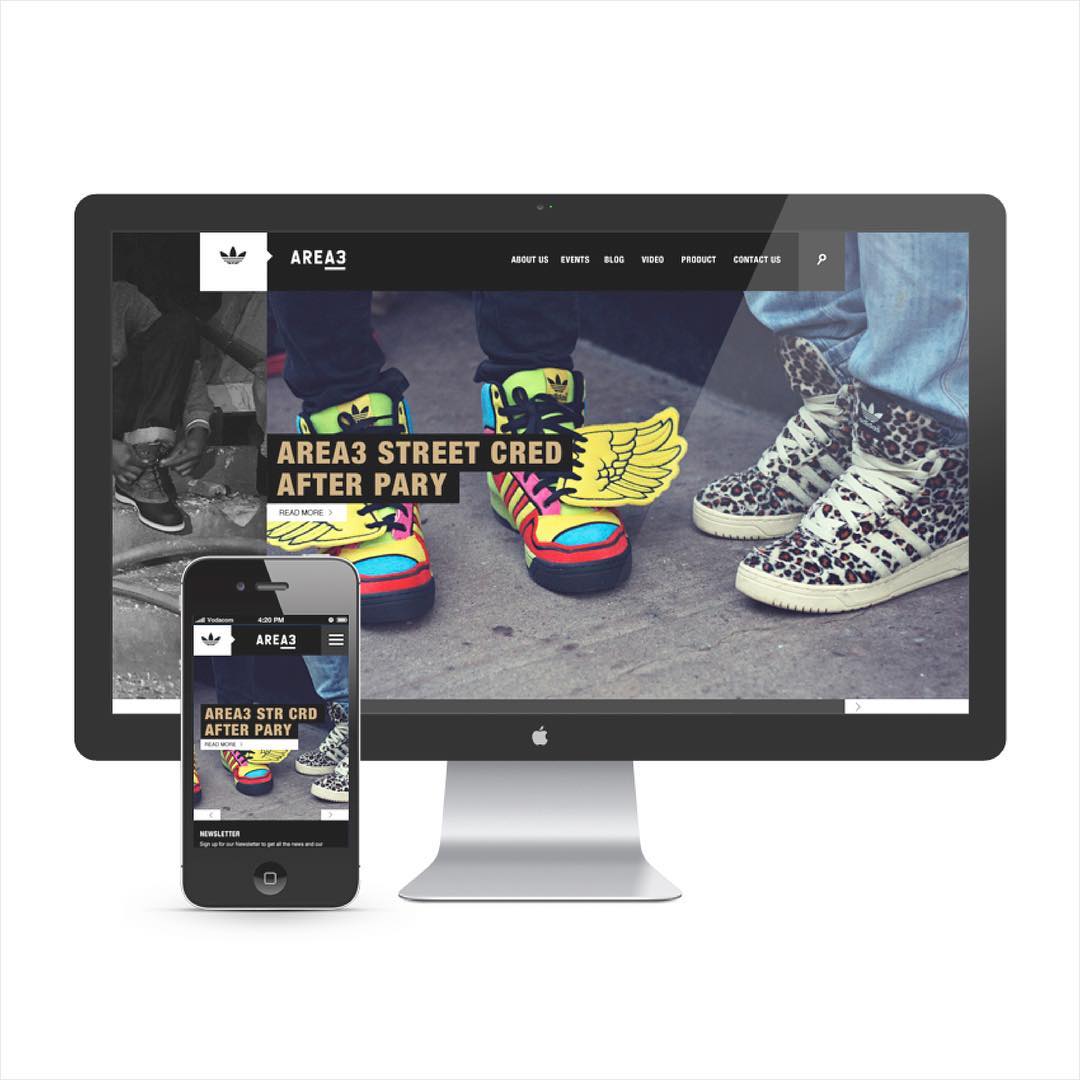 AREA3
ABOUT US EVENTS BLOG VIDEO PRODUCT CONTACT US
AREA3 STREET CRED
AFTER PARY
READ MORE
Vodacom 4:20 PM
AREA3
AREA3 STR CRD
AFTER PARY
READ MORE
NEWSLETTER
Sign up for our Newsletter to get all the news and our